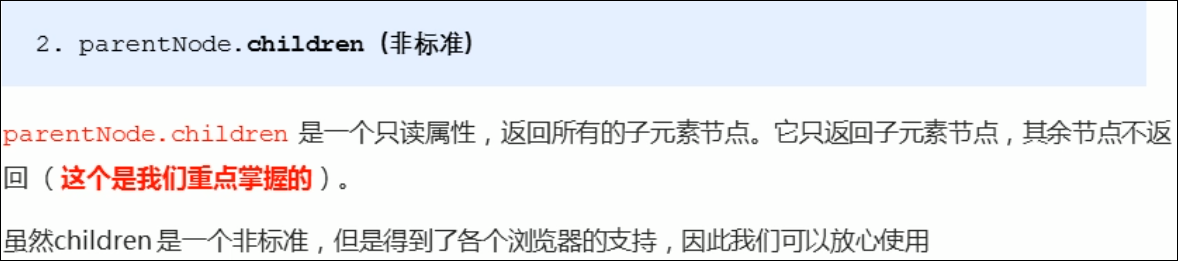 2. parentNode.children（非标准）
parentNode.children 是一个只读属性，返回所有的子元素节点。它只返回子元素节点，其余节点不返
回（这个是我们重点掌握的）。
虽然children 是一个非标准，但是得到了各个浏览器的支持，因此我们可以放心使用